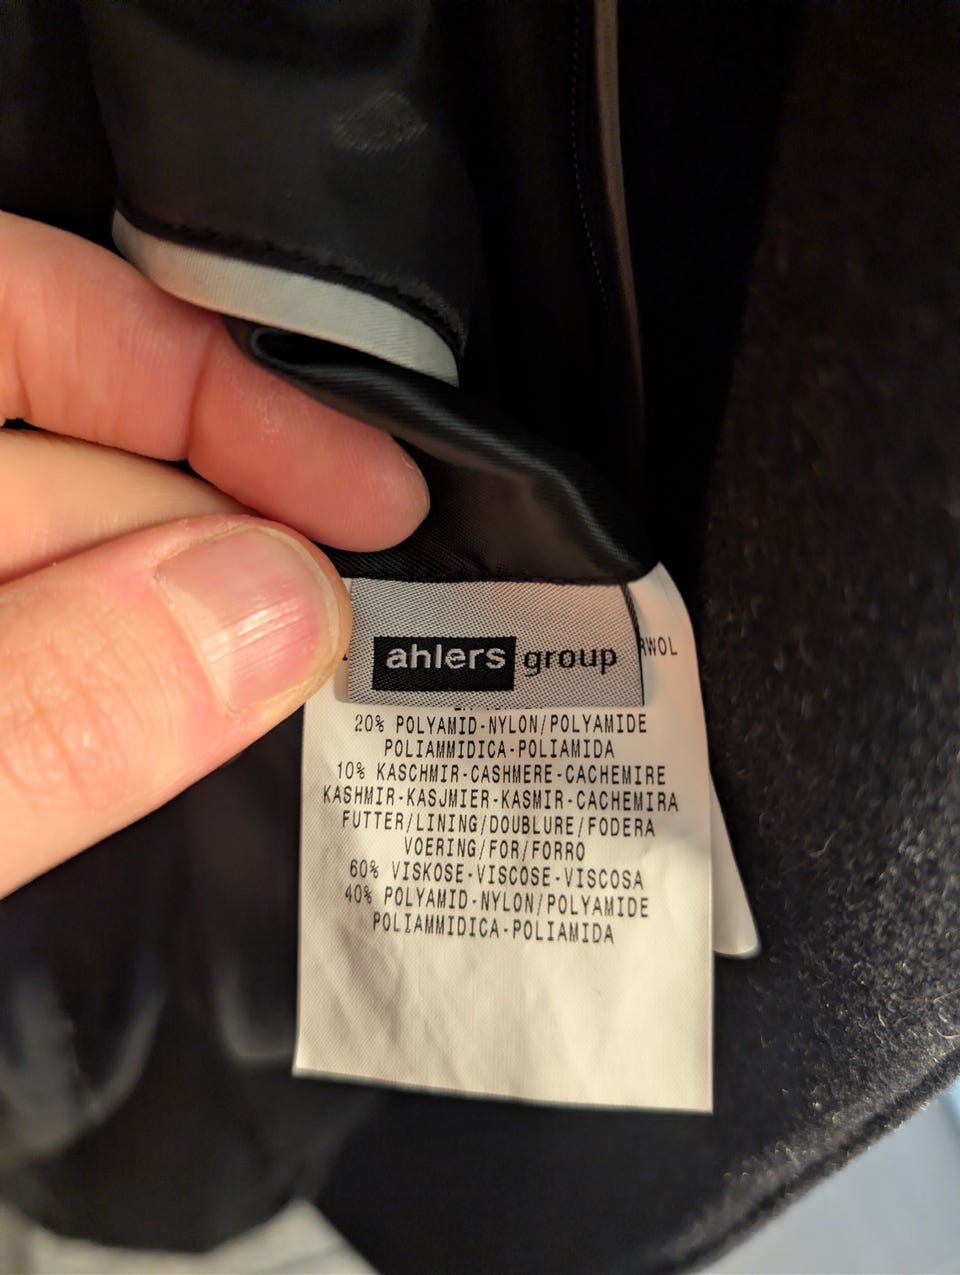 ahlers group
RWOL
20% POLYAMID-NYLON/POLYAMIDE
POLIAMMIDICA-POLIAMIDA
10% KASCHMIR-CASHMERE-CACHEMIRE
KASHMIR-KASJMIER-KASMIR-CACHEMIRA
FUTTER/LINING/DOUBLURE/FODERA
VOERING/FOR/FORRO
60% VISKOSE-VISCOSE-VISCOSA
40% POLYAMID-NYLON/POLYAMIDE
POLIAMMIDICA-POLIAMIDA